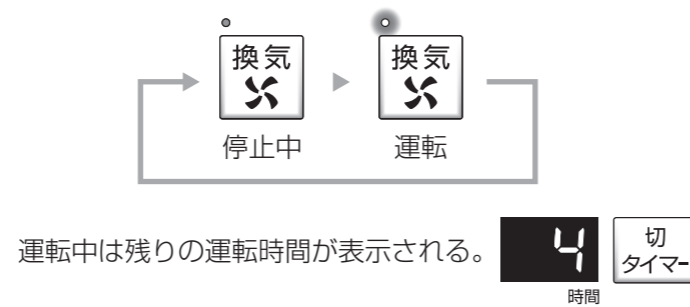 換気
換気
停止中
運転
運転中は残りの運転時間が表示される。
4
時間
切
タイマー